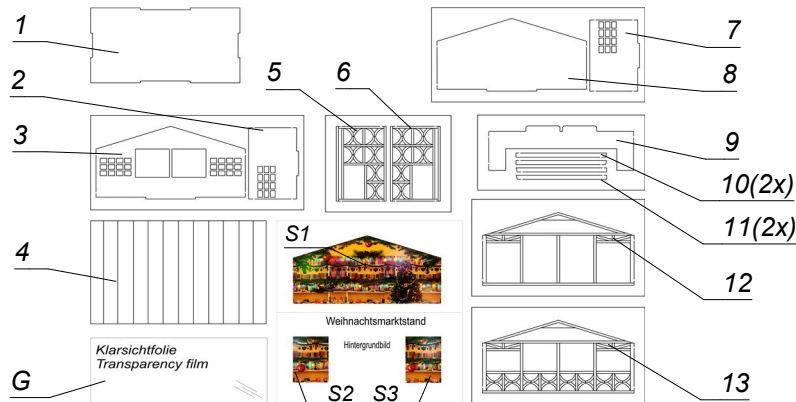 1
2
3
4
G
5
6
7
8
9
10(2x)
11(2x)
12
13
S1
Weihnachtsmarktstand
Hintergrundbild
S2
S3
Klarsichtfolie
Transparency film